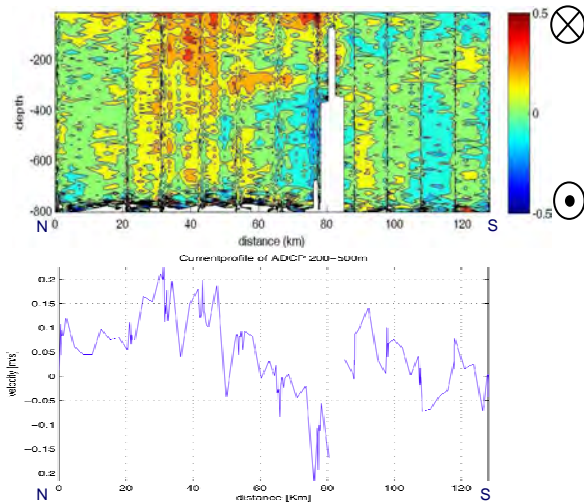 0.5
0
-0.5
-200
-400
-600
-800
depth
0 20 40 60 80 100 120
N S
distance (km)
Currentprofile of ADCP 200-500m
0.2
0.15
0.1
0.05
0
-0.05
-0.1
-0.15
0.2
velocity [m/s]
0 20 40 60 80 100 120
N S
distance [Km]